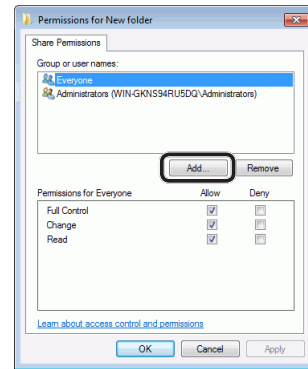 Permissions for New folder
Share Permissions
Group or user names:
Everyone
Administrators (WIN-GKNS94RU5DQ\Administrators)
Add... Remove
Permissions for Everyone Allow Deny
Full Control
Change
Read
Learn about access control and permissions
OK Cancel Apply